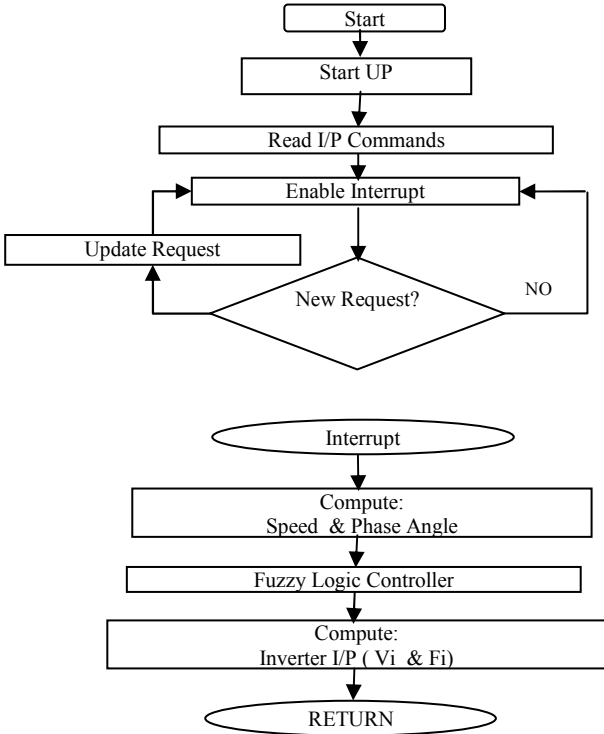 Start
Start UP
Read I/P Commands
Enable Interrupt
Update Request
New Request?
NO
Interrupt
Compute:
Speed & Phase Angle
Fuzzy Logic Controller
Compute:
Inverter I/P ( Vi & Fi)
RETURN